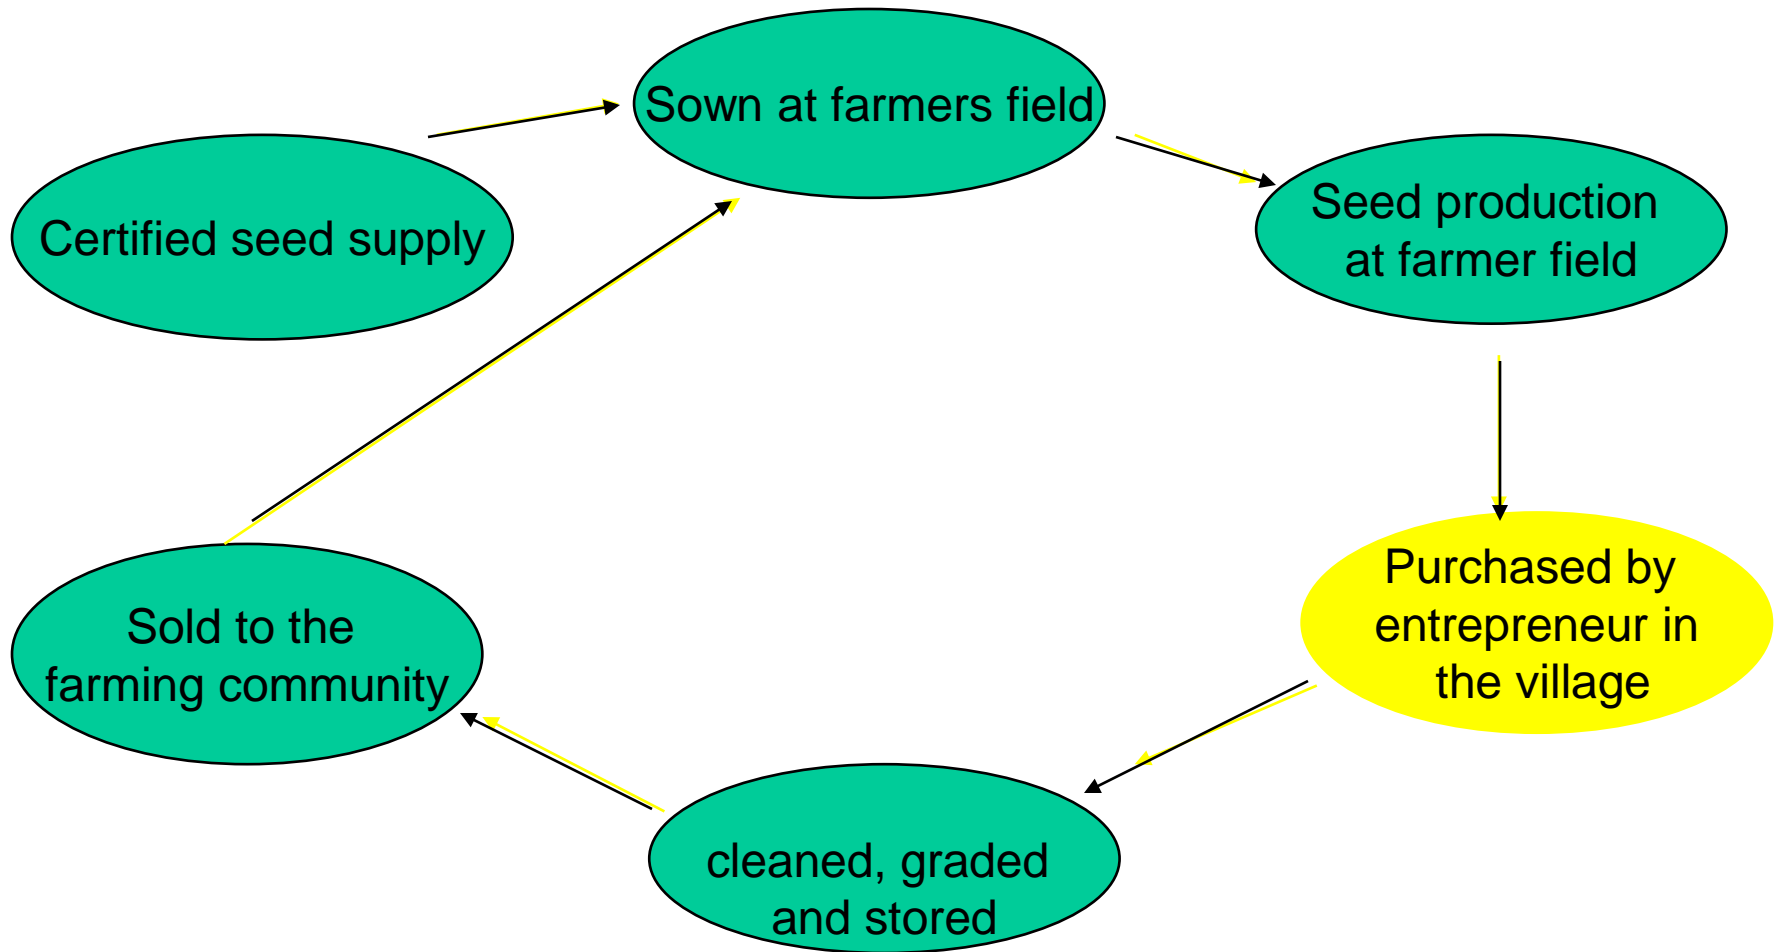 Sown at farmers field
Certified seed supply
Seed production
at farmer field
Purchased by
entrepreneur in
the village
Sold to the
farming community
cleaned, graded
and stored